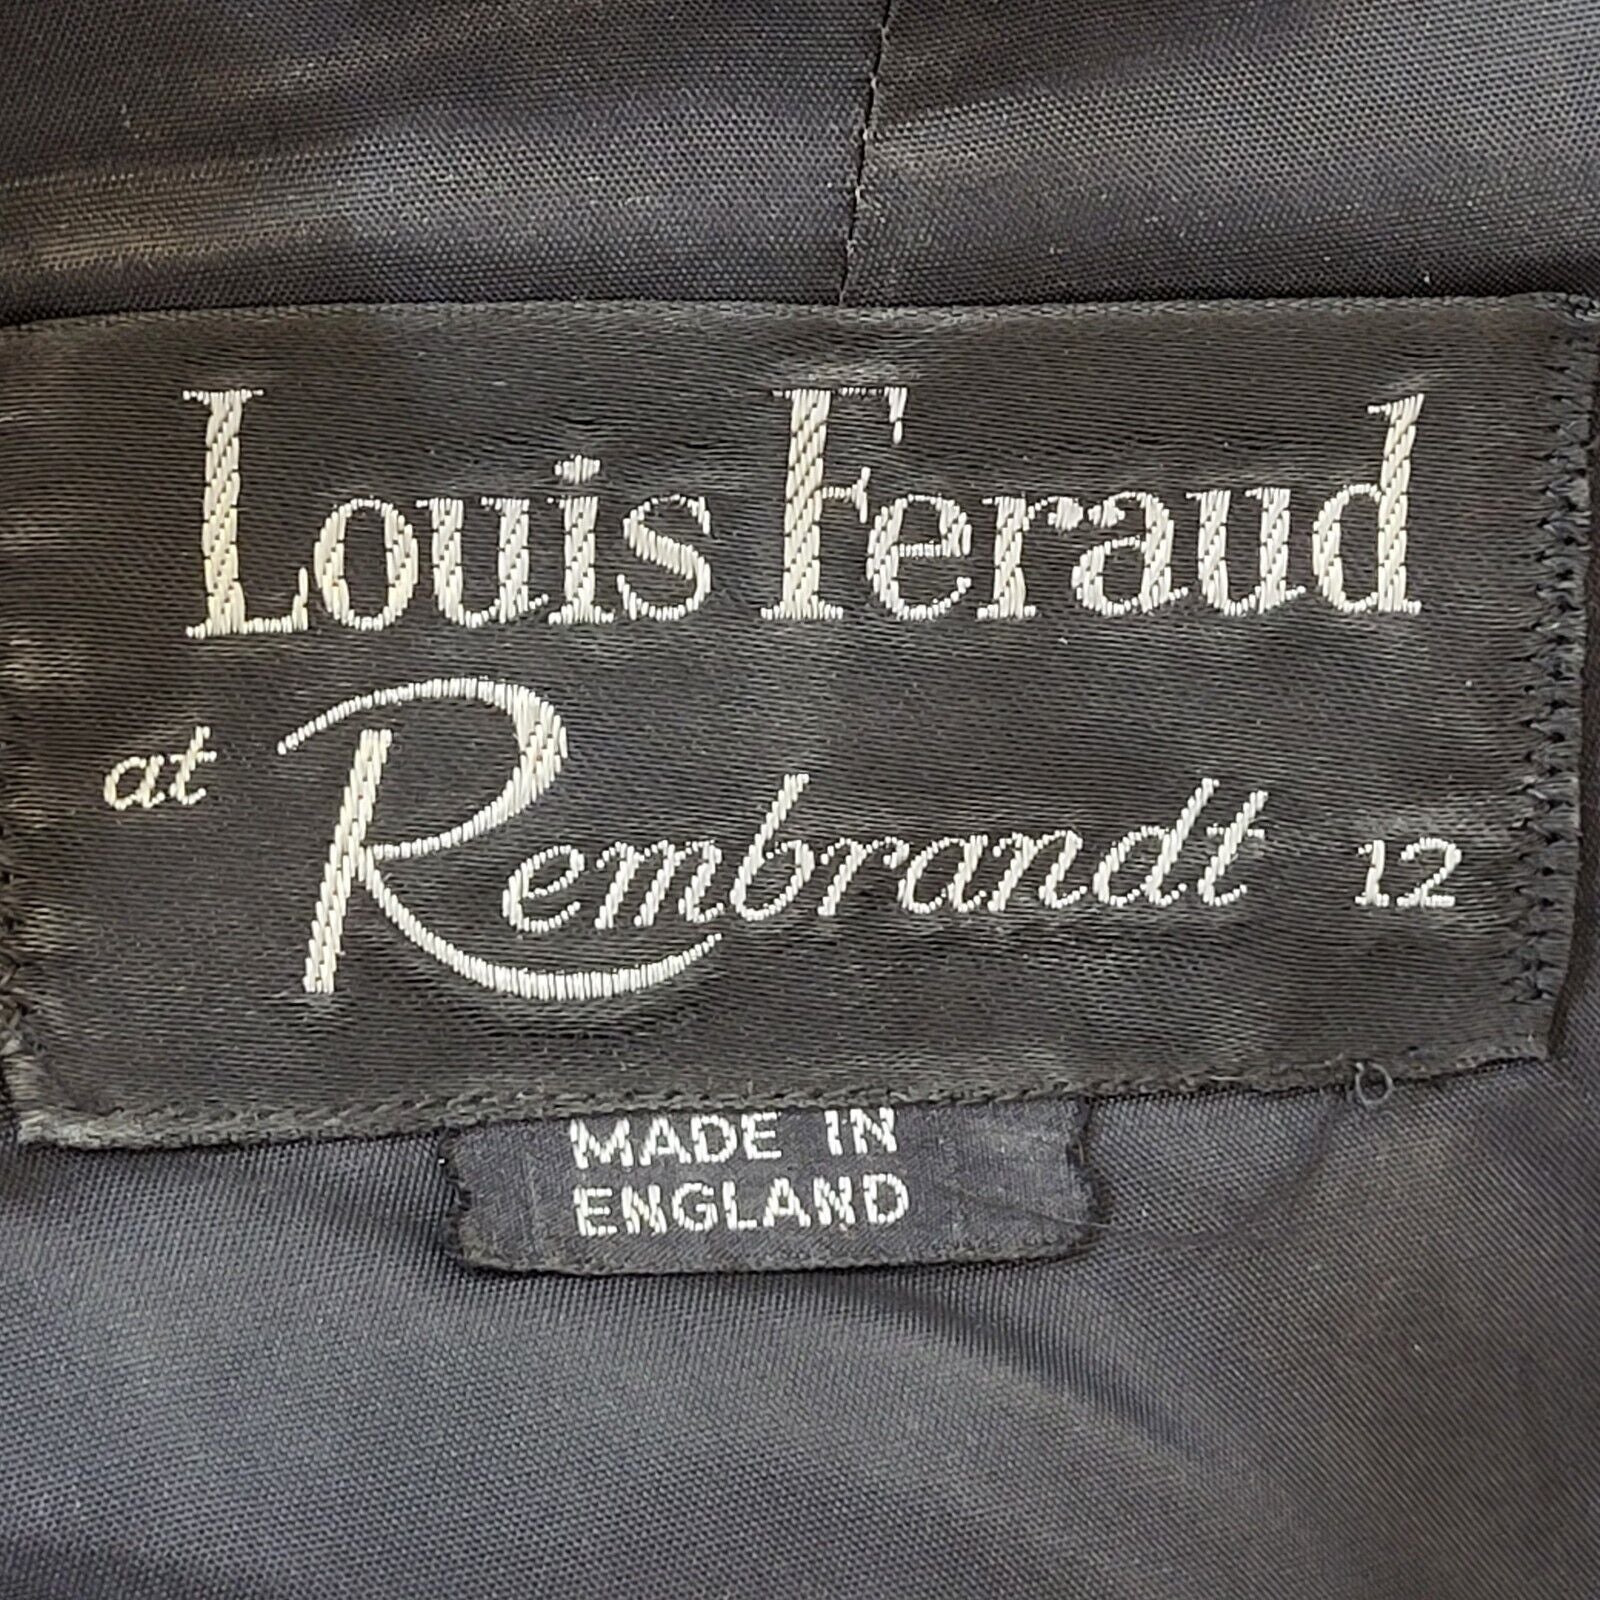 Louis Feraud
at Rembrandt 12
MADE IN
ENGLAND